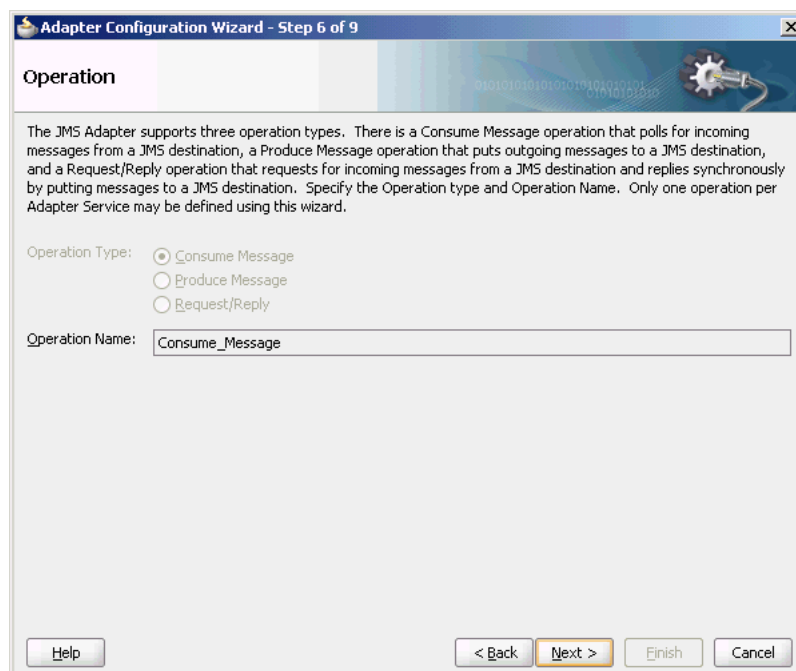 Adapter Configuration Wizard - Step 6 of 9
Operation
01010101010101010101010101
01010101010
The JMS Adapter supports three operation types.  There is a Consume Message operation that polls for incoming
messages from a JMS destination, a Produce Message operation that puts outgoing messages to a JMS destination,
and a Request/Reply operation that requests for incoming messages from a JMS destination and replies synchronously
by putting messages to a JMS destination.  Specify the Operation type and Operation Name.  Only one operation per
Adapter Service may be defined using this wizard.
Operation Type: Consume Message
Produce Message
Request/Reply
Operation Name: Consume_Message
Help < Back Next > Finish Cancel